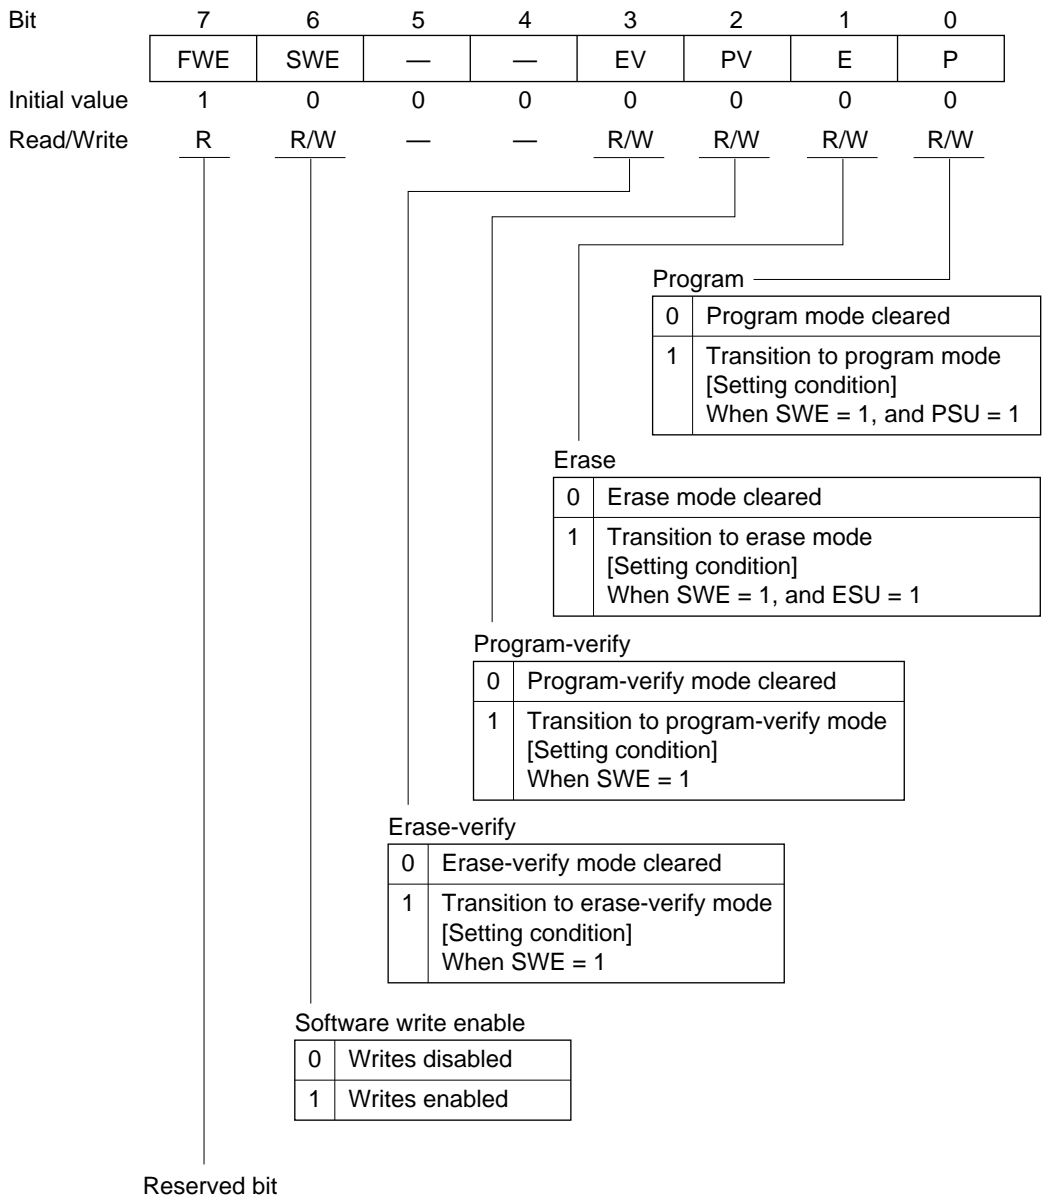 Bit 7 6 5 4 3 2 1 0
FWE SWE — — EV PV E P
Initial value 1 0 0 0 0 0 0 0
Read/Write R R/W — — R/W R/W R/W R/W
Program
0 Program mode cleared
1 Transition to program mode
[Setting condition]
When SWE = 1, and PSU = 1
Erase
0 Erase mode cleared
1 Transition to erase mode
[Setting condition]
When SWE = 1, and ESU = 1
Program-verify
0 Program-verify mode cleared
1 Transition to program-verify mode
[Setting condition]
When SWE = 1
Erase-verify
0 Erase-verify mode cleared
1 Transition to erase-verify mode
[Setting condition]
When SWE = 1
Software write enable
0 Writes disabled
1 Writes enabled
Reserved bit